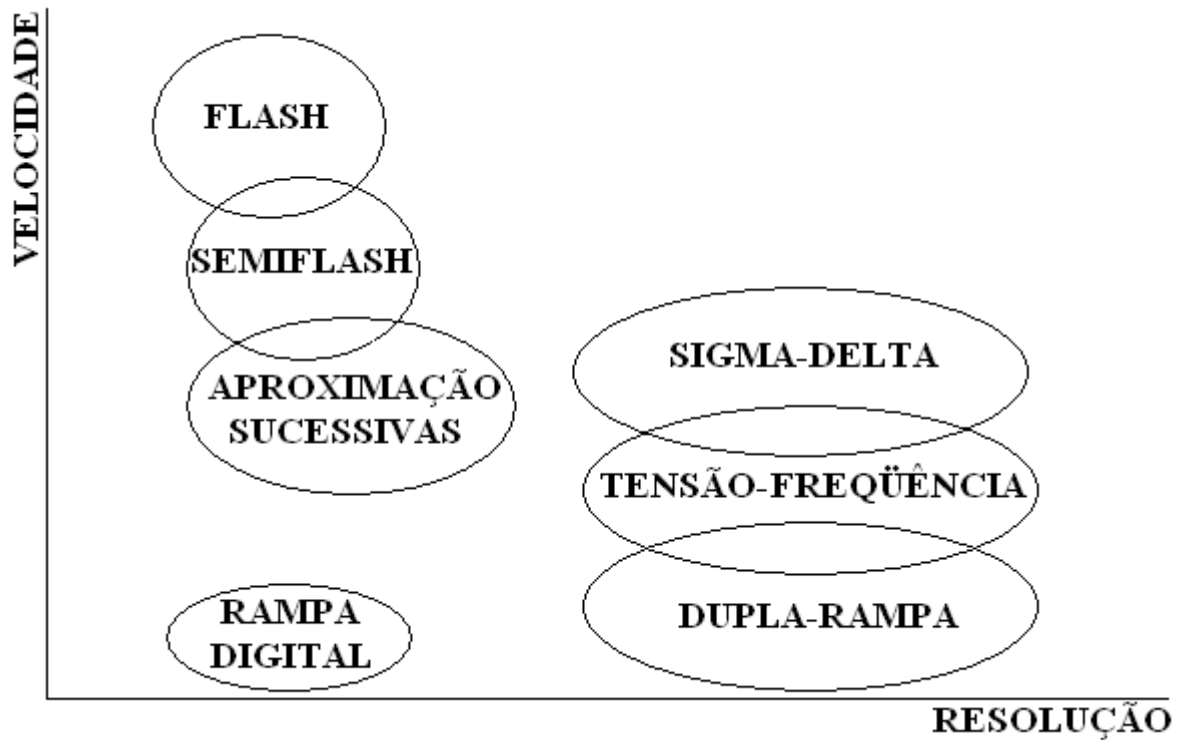 VELOCIDADE
FLASH
SEMIFLASH
APROXIMAÇÃO
SUCESSIVAS
RAMPA
DIGITAL
SIGMA-DELTA
TENSÃO-FREQÜÊNCIA
DUPLA-RAMPA
RESOLUÇÃO